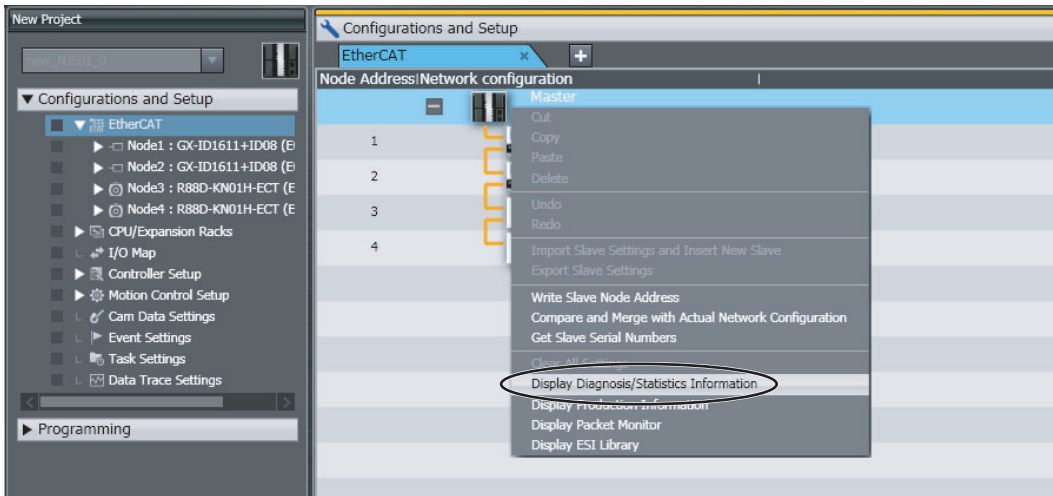 New Project
new_NJ501_0
Configurations and Setup
EtherCAT
Node1 : GX-ID1611+ID08 (E
Node2 : GX-ID1611+ID08 (E
Node3 : R88D-KN01H-ECT (E
Node4 : R88D-KN01H-ECT (E
CPU/Expansion Racks
I/O Map
Controller Setup
Motion Control Setup
Cam Data Settings
Event Settings
Task Settings
Data Trace Settings
Programming
Configurations and Setup
EtherCAT × +
Node Address|Network configuration
Master
1
2
3
4
Cut
Copy
Paste
Delete
Undo
Redo
Import Slave Settings and Insert New Slave
Export Slave Settings
Write Slave Node Address
Compare and Merge with Actual Network Configuration
Get Slave Serial Numbers
Clear All Settings
Display Diagnosis/Statistics Information
Display Production Information
Display Packet Monitor
Display ESI Library